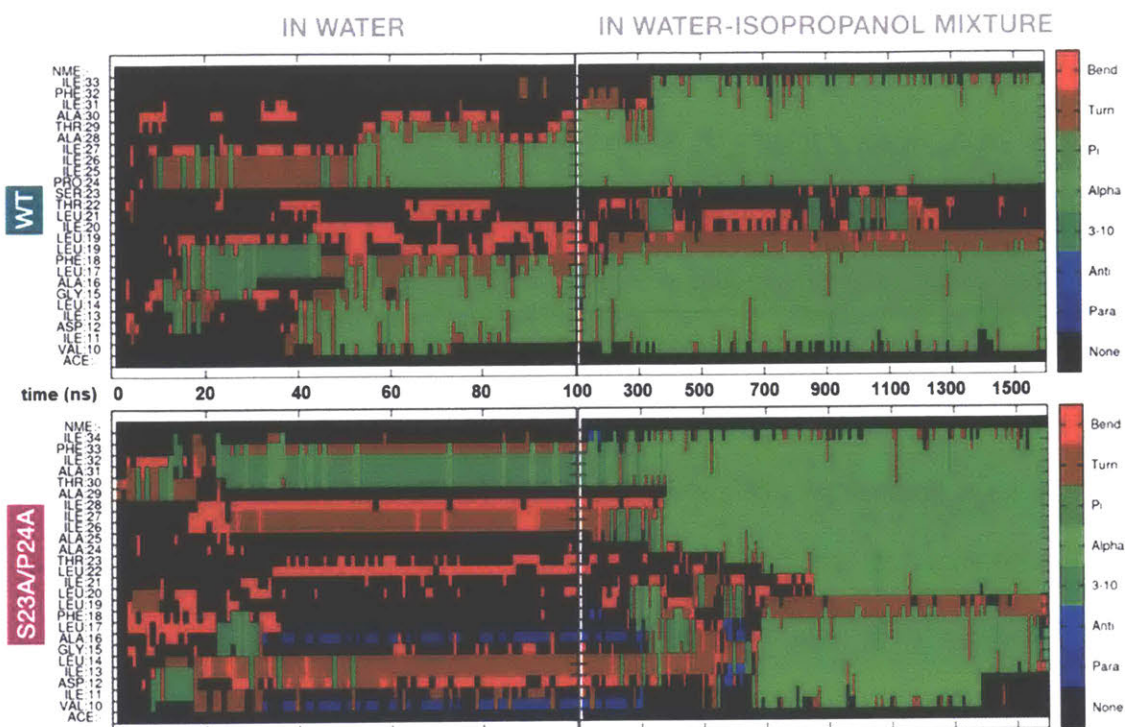 IN WATER
IN WATER-ISOPROPANOL MIXTURE
WT
NME:-
ILE:33
PHE:32
ILE:31
ALA:30
THR:29
ALA:28
ILE:27
ILE:26
ILE:25
PRO:24
SER:23
THR:22
LEU:21
ILE:20
LEU:19
LEU:19
PHE:18
LEU:17
ALA:16
GLY:15
LEU:14
ILE:13
ASP:12
ILE:11
VAL:10
ACE:-
Bend
Turn
Pi
Alpha
3-10
Anti
Para
None
time (ns) 0 20 40 60 80 100 300 500 700 900 1100 1300 1500
S23A/P24A
NME:-
ILE:34
PHE:33
ILE:32
ALA:31
THR:30
ALA:29
ILE:28
ILE:27
ILE:26
ALA:25
ALA:24
THR:23
LEU:22
ILE:21
LEU:20
LEU:19
PHE:18
LEU:17
ALA:16
GLY:15
LEU:14
ILE:13
ASP:12
ILE:11
VAL:10
ACE:-
Bend
Turn
Pi
Alpha
3-10
Anti
Para
None